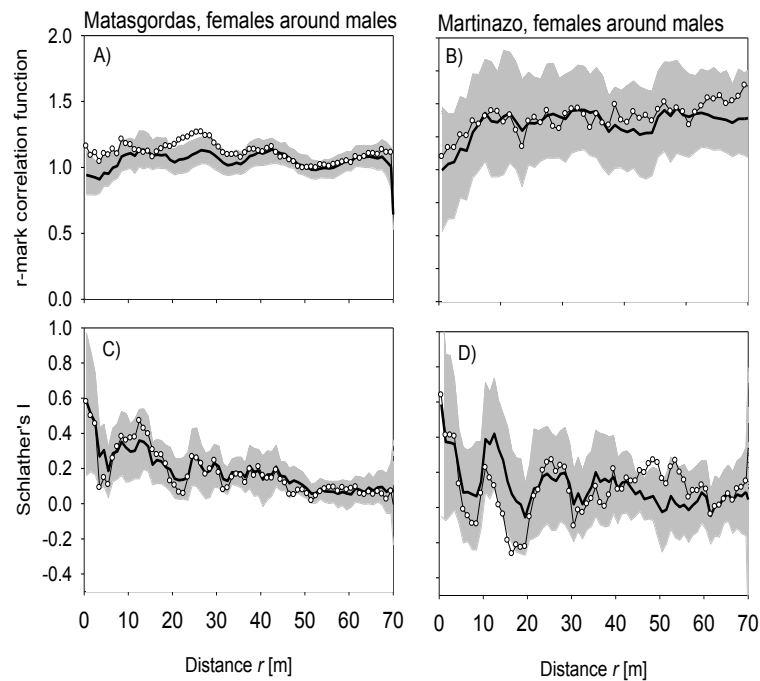 Matasgordas, females around males
Martinazo, females around males
A)
B)
r-mark correlation function
2.0
1.5
1.0
0.5
0.0
C)
D)
Schlather's I
1.0
0.8
0.6
0.4
0.2
0.0
-0.2
-0.4
0 10 20 30 40 50 60 70
0 10 20 30 40 50 60 70
Distance r [m]
Distance r [m]